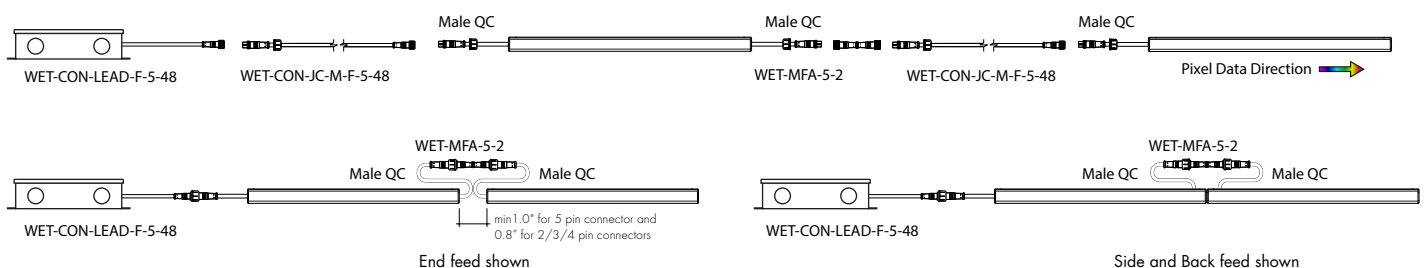 Male QC
Male QC
Male QC
WET-CON-LEAD-F-5-48
WET-CON-JC-M-F-5-48
WET-MFA-5-2
WET-CON-JC-M-F-5-48
Pixel Data Direction
WET-MFA-5-2
Male QC
Male QC
WET-CON-LEAD-F-5-48
min1.0" for 5 pin connector and
0.8" for 2/3/4 pin connectors
End feed shown
WET-MFA-5-2
Male QC
Male QC
WET-CON-LEAD-F-5-48
Side and Back feed shown